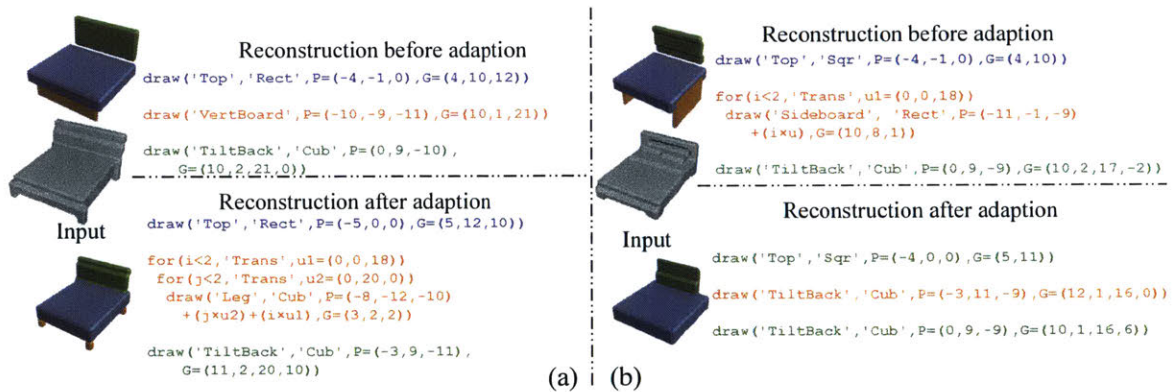 Reconstruction before adaption
draw('Top','Rect',P=(-4,-1,0),G=(4,10,12))
draw('VertBoard',P=(-10,-9,-11),G=(10,1,21))
draw('TiltBack','Cub',P=(0,9,-10),
G=(10,2,21,0))
Reconstruction after adaption
Input
draw('Top','Rect',P=(-5,0,0),G=(5,12,10))
for(i<2,'Trans',u1=(0,0,18))
for(j<2,'Trans',u2=(0,20,0))
draw('Leg','Cub',P=(-8,-12,-10)
+(j×u2)+(i×u1),G=(3,2,2))
draw('TiltBack','Cub',P=(-3,9,-11),
G=(11,2,20,10))
(a)
Reconstruction before adaption
draw('Top','Sqr',P=(-4,-1,0),G=(4,10))
for(i<2,'Trans',u1=(0,0,18))
draw('Sideboard', 'Rect',P=(-11,-1,-9)
+(i×u),G=(10,8,1))
draw('TiltBack','Cub',P=(0,9,-9),G=(10,2,17,-2))
Reconstruction after adaption
Input
draw('Top','Sqr',P=(-4,0,0),G=(5,11))
draw('TiltBack','Cub',P=(-3,11,-9),G=(12,1,16,0))
draw('TiltBack','Cub',P=(0,9,-9),G=(10,1,16,6))
(b)